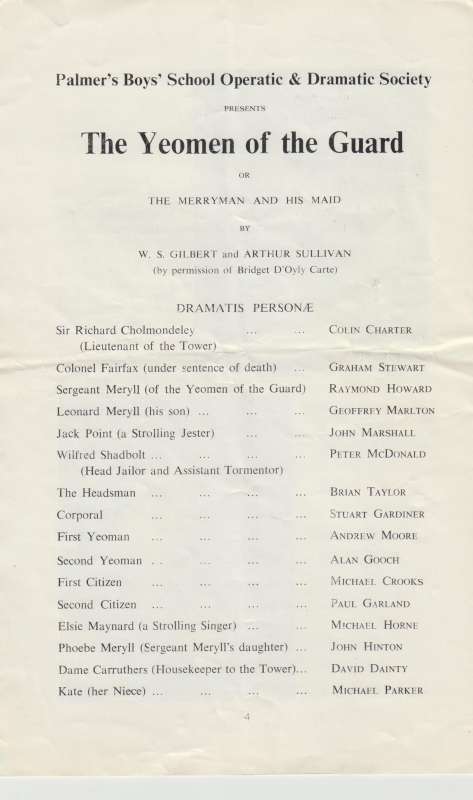 Palmer's Boys' School Operatic & Dramatic Society
PRESENTS
The Yeomen of the Guard
OR
THE MERRYMAN AND HIS MAID
BY
W. S. GILBERT and ARTHUR SULLIVAN
(by permission of Bridget D'Oyly Carte)
DRAMATIS PERSONÆ
Sir Richard Cholmondeley ... ... COLIN CHARTER
(Lieutenant of the Tower)
Colonel Fairfax (under sentence of death) ... GRAHAM STEWART
Sergeant Meryll (of the Yeomen of the Guard) RAYMOND HOWARD
Leonard Meryll (his son) ... ... ... GEOFFREY MARLTON
Jack Point (a Strolling Jester) ... ... JOHN MARSHALL
Wilfred Shadbolt ... ... ... ... PETER MCDONALD
(Head Jailor and Assistant Tormentor)
The Headsman ... ... ... ... BRIAN TAYLOR
Corporal ... ... ... ... STUART GARDINER
First Yeoman ... ... ... ... ANDREW MOORE
Second Yeoman ... ... ... ... ALAN GOOCH
First Citizen ... ... ... ... MICHAEL CROOKS
Second Citizen ... ... ... ... PAUL GARLAND
Elsie Maynard (a Strolling Singer) ... ... MICHAEL HORNE
Phoebe Meryll (Sergeant Meryll's daughter) ... JOHN HINTON
Dame Carruthers (Housekeeper to the Tower)... DAVID DAINTY
Kate (her Niece) ... ... ... ... MICHAEL PARKER
4